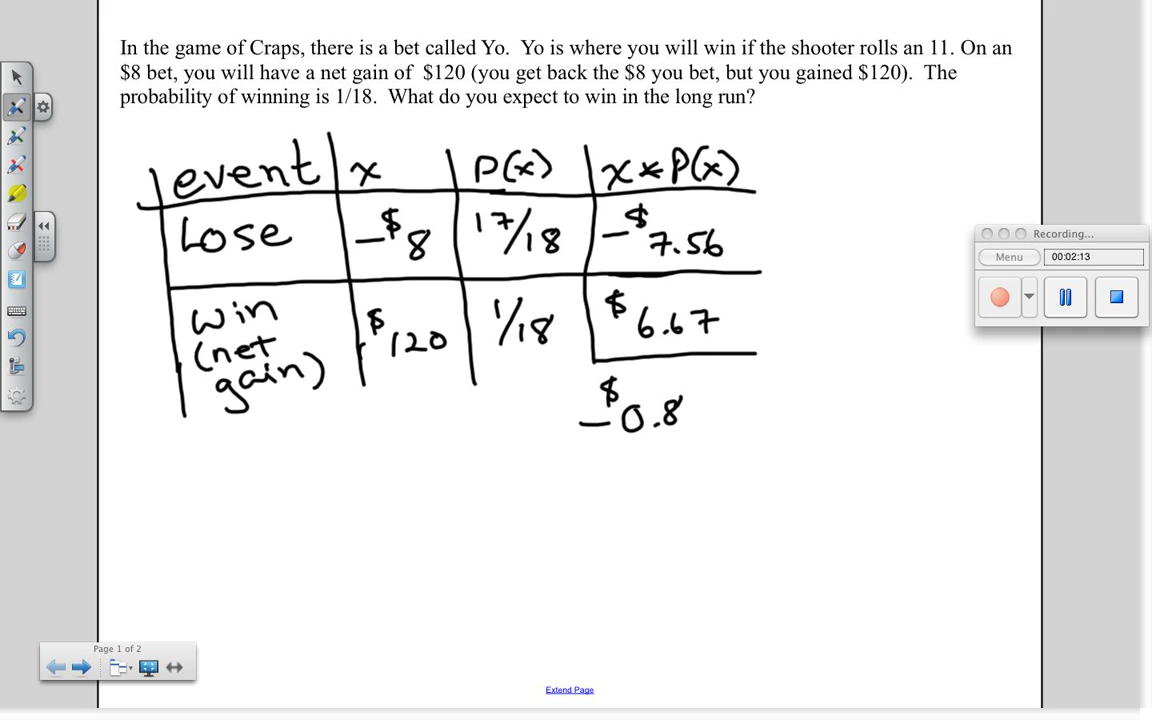 In the game of Craps, there is a bet called Yo.  Yo is where you will win if the shooter rolls an 11. On an
$8 bet, you will have a net gain of  $120 (you get back the $8 you bet, but you gained $120).  The
probability of winning is 1/18.  What do you expect to win in the long run?
event x P(x) x*P(x)
Lose -$8 17/18 -$7.56
win
(net
gain) $120 1/18 $6.67
-$0.8
Recording...
Menu 00:02:13
Page 1 of 2
Extend Page